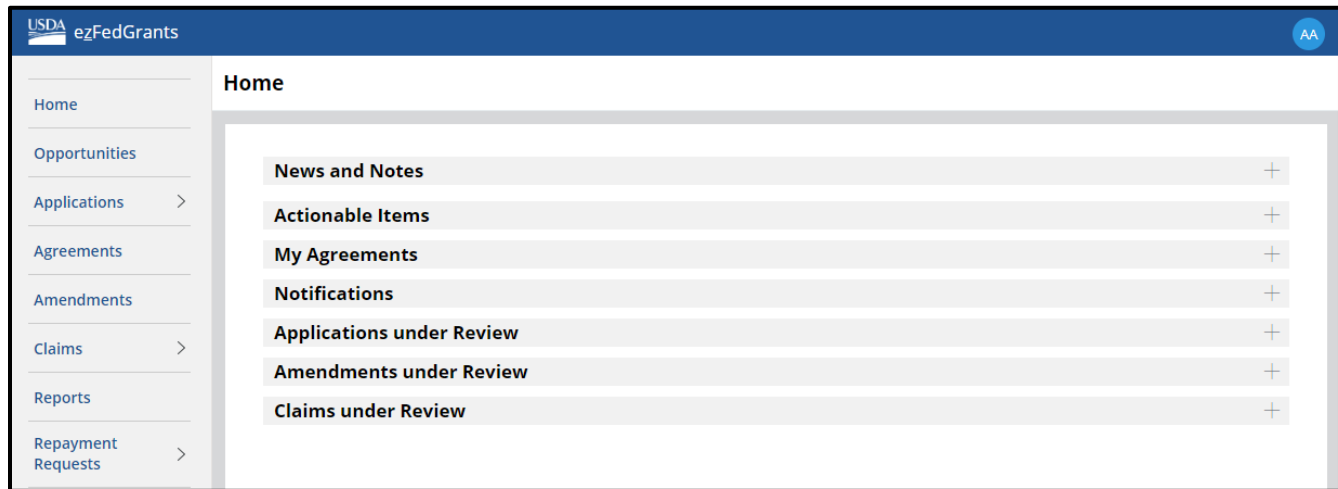 USDA
ezFedGrants
AA
Home
Opportunities
Applications
Agreements
Amendments
Claims
Reports
Repayment
Requests
Home
News and Notes
Actionable Items
My Agreements
Notifications
Applications under Review
Amendments under Review
Claims under Review